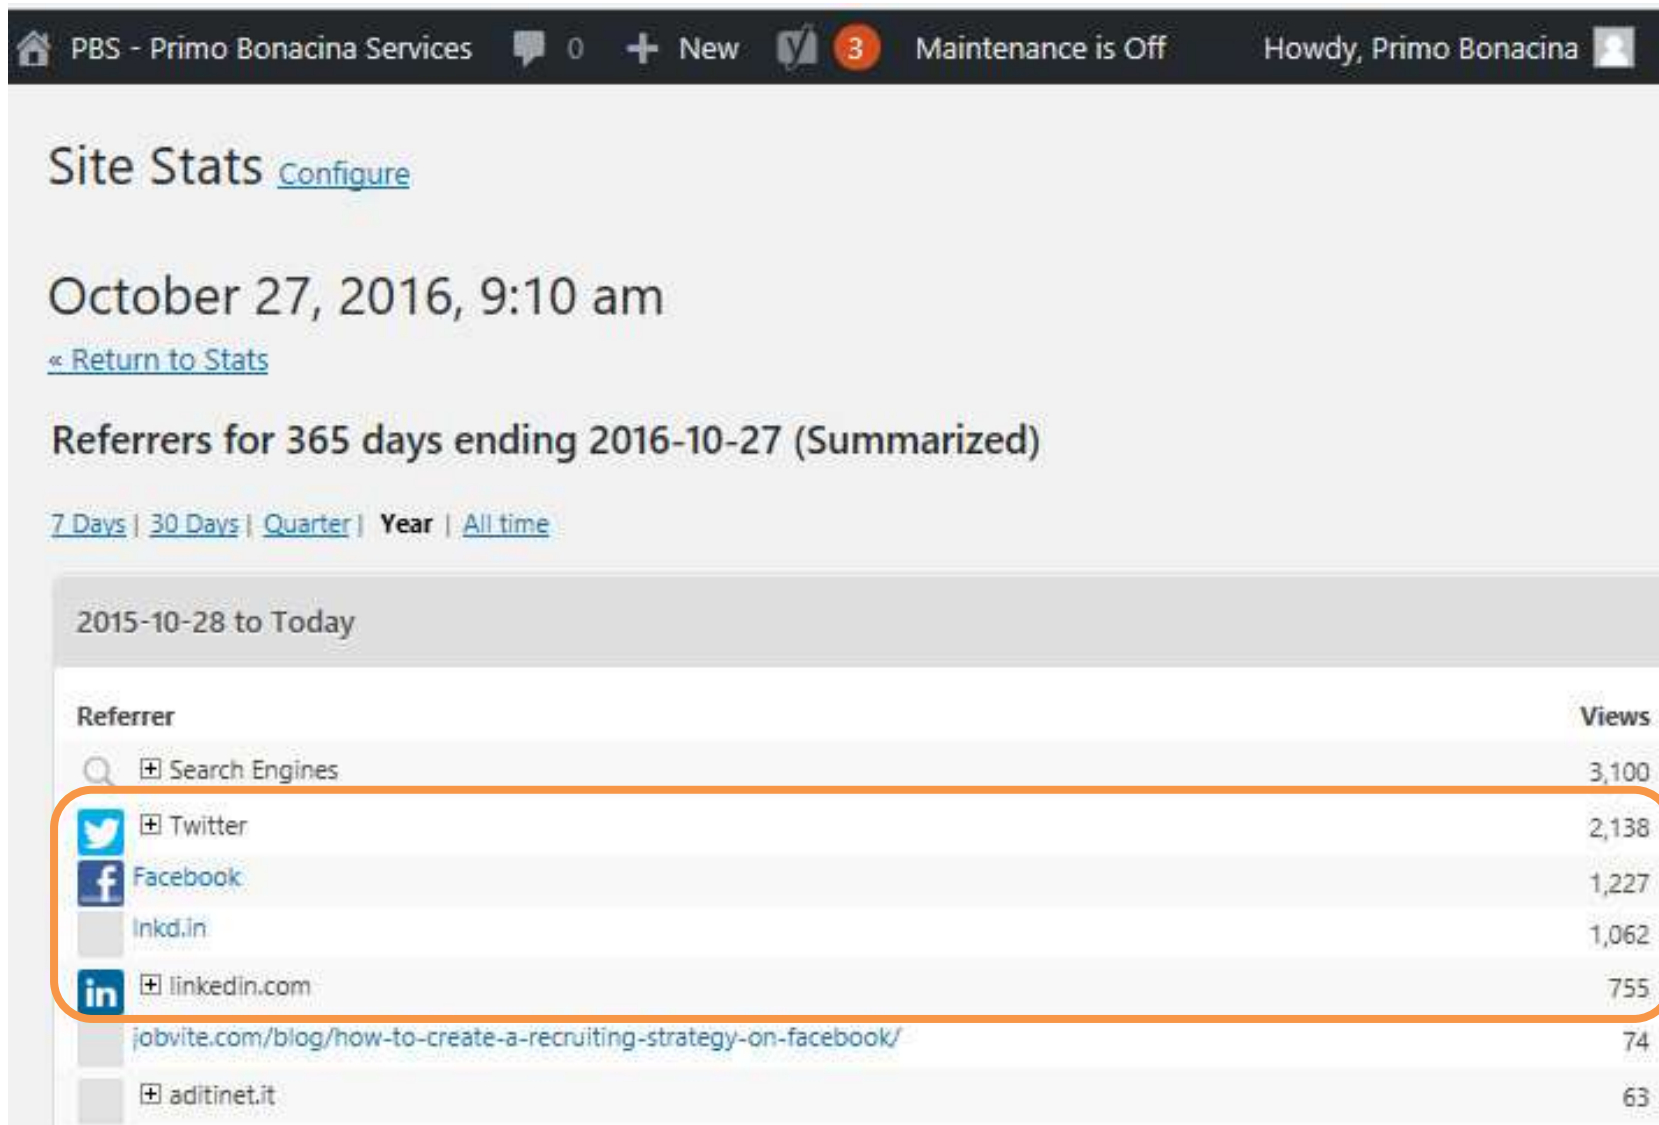 PBS - Primo Bonacina Services 0 + New 3 Maintenance is Off Howdy, Primo Bonacina
Site Stats Configure
October 27, 2016, 9:10 am
« Return to Stats
Referrers for 365 days ending 2016-10-27 (Summarized)
7 Days | 30 Days | Quarter | Year | All time
2015-10-28 to Today
Referrer Views
Search Engines 3,100
Twitter 2,138
Facebook 1,227
lnkd.in 1,062
in linkedin.com 755
jobvite.com/blog/how-to-create-a-recruiting-strategy-on-facebook/ 74
aditinet.it 63